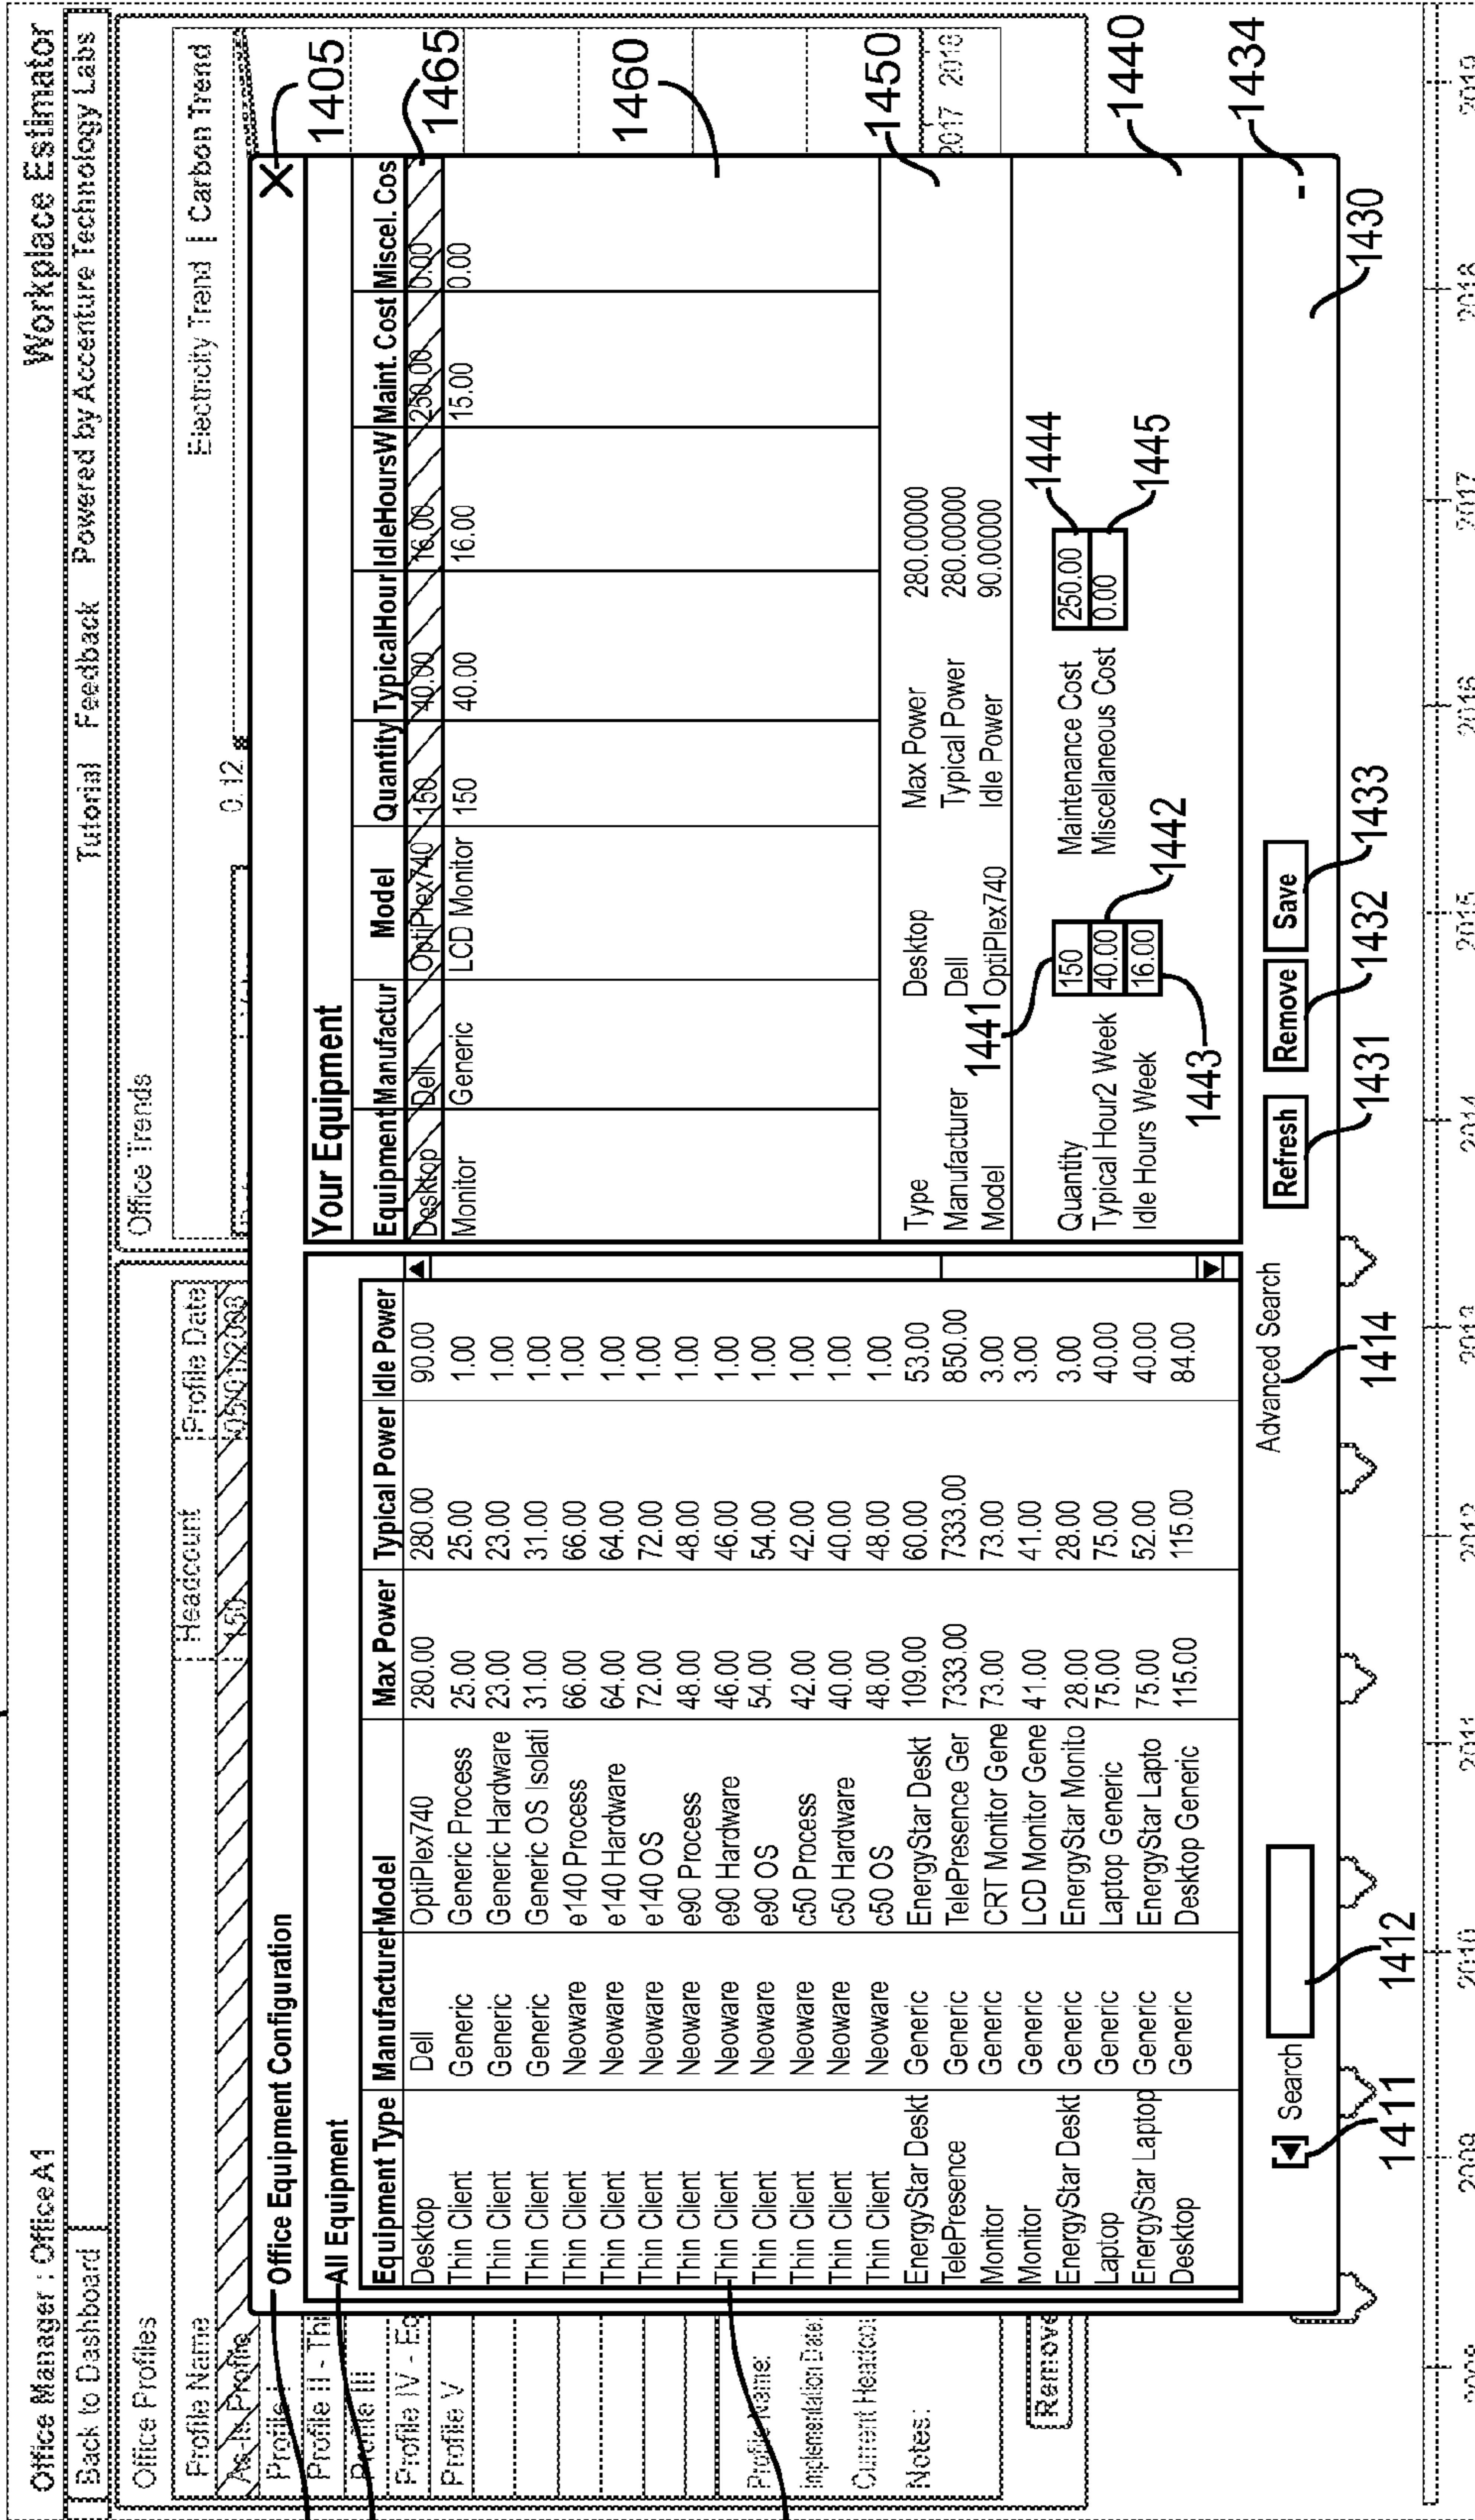 Office Manager : Office A1
Workplace Estimator
Back to Dashboard
Tutorial Feedback Powered by Accenture Technology Labs
Office Profiles
Office Trends
Profile Name Headcount Profile Date
Electricity Trend | Carbon Trend
As-Is Profile 150 05/01/2008
0.12
Profile I
Profile II - Thi
Profile III
Profile IV - Eq
Profile V
Profile Name:
Implementation Date:
Current Headcou
Notes:
Remove
Office Equipment Configuration
X
1405
All Equipment
Equipment Type Manufacturer Model Max Power Typical Power Idle Power
Desktop Dell OptiPlex740 280.00 280.00 90.00
Thin Client Generic Generic Process 25.00 25.00 1.00
Thin Client Generic Generic Hardware 23.00 23.00 1.00
Thin Client Generic Generic OS Isolati 31.00 31.00 1.00
Thin Client Neoware e140 Process 66.00 66.00 1.00
Thin Client Neoware e140 Hardware 64.00 64.00 1.00
Thin Client Neoware e140 OS 72.00 72.00 1.00
Thin Client Neoware e90 Process 48.00 48.00 1.00
Thin Client Neoware e90 Hardware 46.00 46.00 1.00
Thin Client Neoware e90 OS 54.00 54.00 1.00
Thin Client Neoware c50 Process 42.00 42.00 1.00
Thin Client Neoware c50 Hardware 40.00 40.00 1.00
Thin Client Neoware c50 OS 48.00 48.00 1.00
EnergyStar Deskt Generic EnergyStar Deskt 109.00 60.00 53.00
TelePresence Generic TelePresence Ger 7333.00 7333.00 850.00
Monitor Generic CRT Monitor Gene 73.00 73.00 3.00
Monitor Generic LCD Monitor Gene 41.00 41.00 3.00
EnergyStar Deskt Generic EnergyStar Monito 28.00 28.00 3.00
Laptop Generic Laptop Generic 75.00 75.00 40.00
EnergyStar Laptop Generic EnergyStar Lapto 75.00 52.00 40.00
Desktop Generic Desktop Generic 115.00 115.00 84.00
Search
Advanced Search
1411
1412
1414
Your Equipment
Equipment Manufactur Model Quantity TypicalHour IdleHoursW Maint. Cost Miscel. Cos
Desktop Dell OptiPlex740 150 40.00 16.00 250.00 0.00
1465
Monitor Generic LCD Monitor 150 40.00 16.00 15.00 0.00
1460
Type Desktop Max Power 280.00000
1450
Manufacturer Dell Typical Power 280.00000
Model OptiPlex740 Idle Power 90.00000
2017 2018
1441
1444
Quantity 150 Maintenance Cost 250.00
Typical Hour2 Week 40.00 Miscellaneous Cost 0.00
Idle Hours Week 16.00
1442
1445
1440
1443
Refresh Remove Save
1434
1431 1432 1433
1430
2009 2010 2011 2012 2013 2014 2015 2016 2017 2018 2019